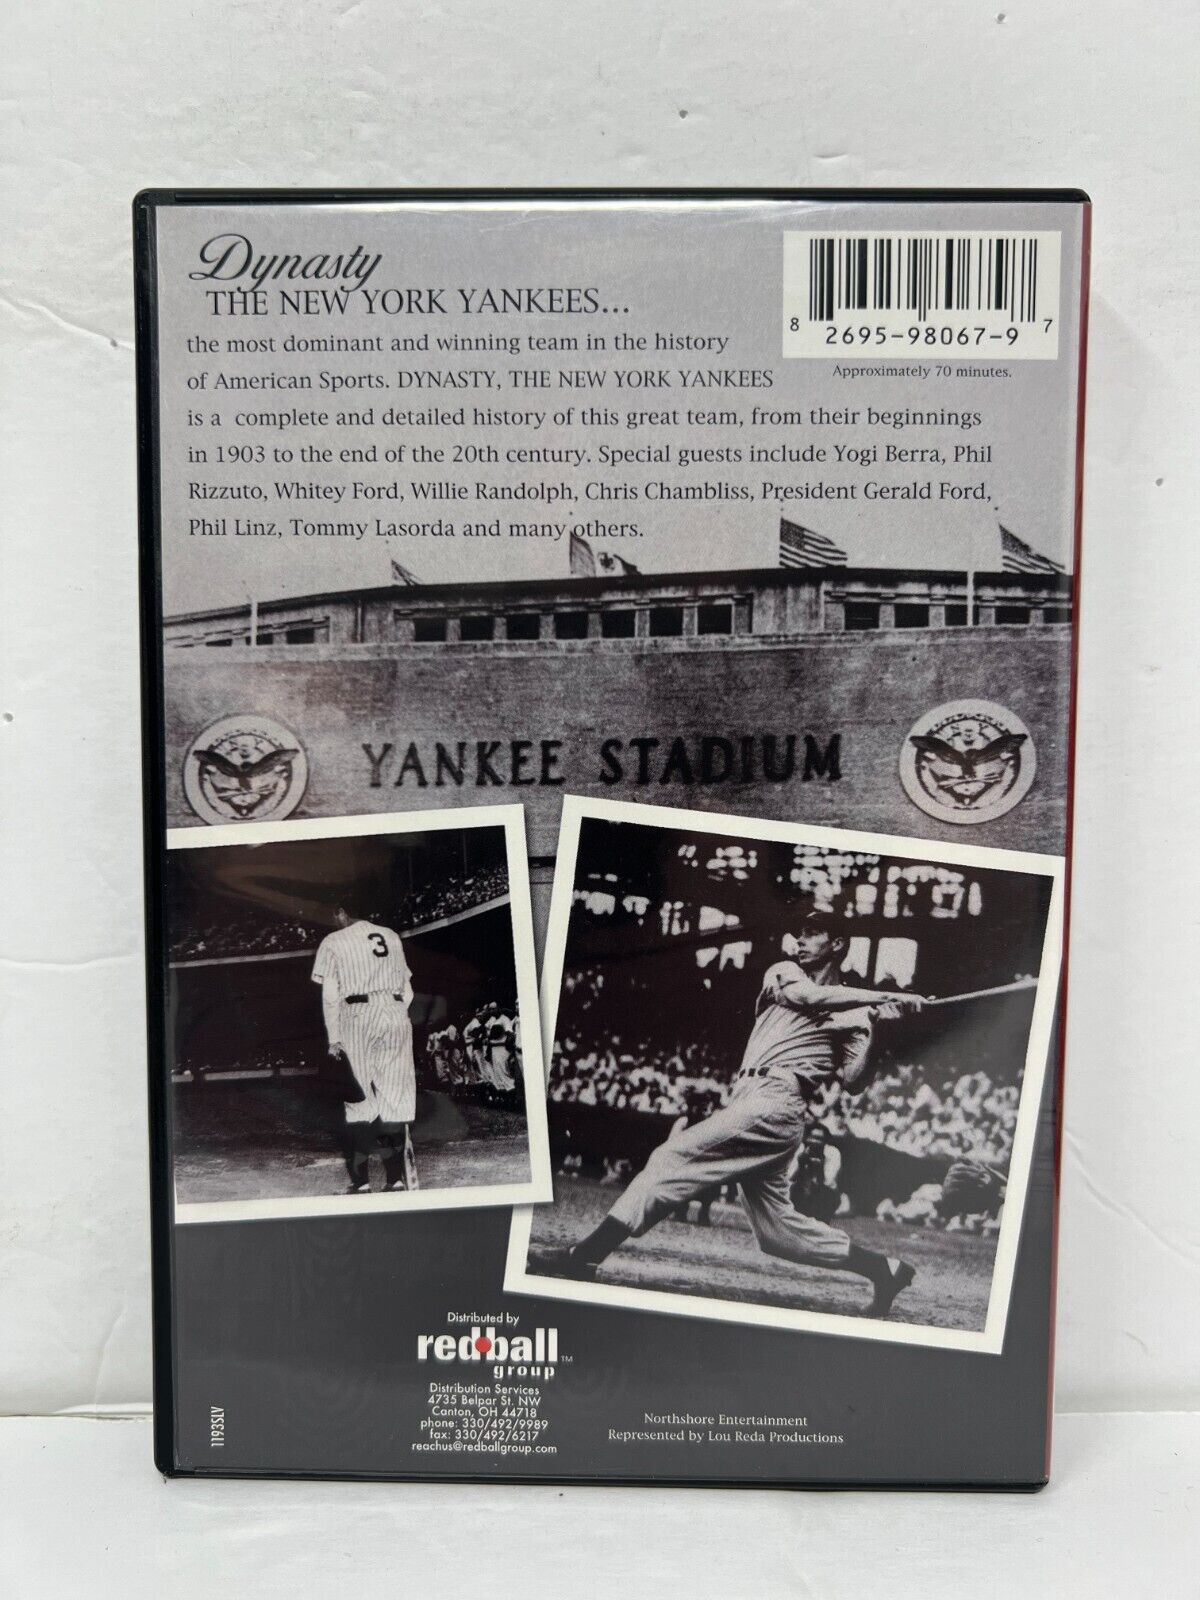 Dynasty
THE NEW YORK YANKEES...
the most dominant and winning team in the history
of American Sports. DYNASTY, THE NEW YORK YANKEES
is a complete and detailed history of this great team, from their beginnings
in 1903 to the end of the 20th century. Special guests include Yogi Berra, Phil
Rizzuto, Whitey Ford, Willie Randolph, Chris Chambliss, President Gerald Ford,
Phil Linz, Tommy Lasorda and many others.
8 2695-98067-9 7
Approximately 70 minutes.
YANKEE STADIUM
3
Distributed by
redball™
group
Distribution Services
4735 Belpar St. NW
Canton, OH 44718
phone: 330/492/9989
fax: 330/492/6217
reachus@redballgroup.com
Northshore Entertainment
Represented by Lou Reda Productions
1193SLV